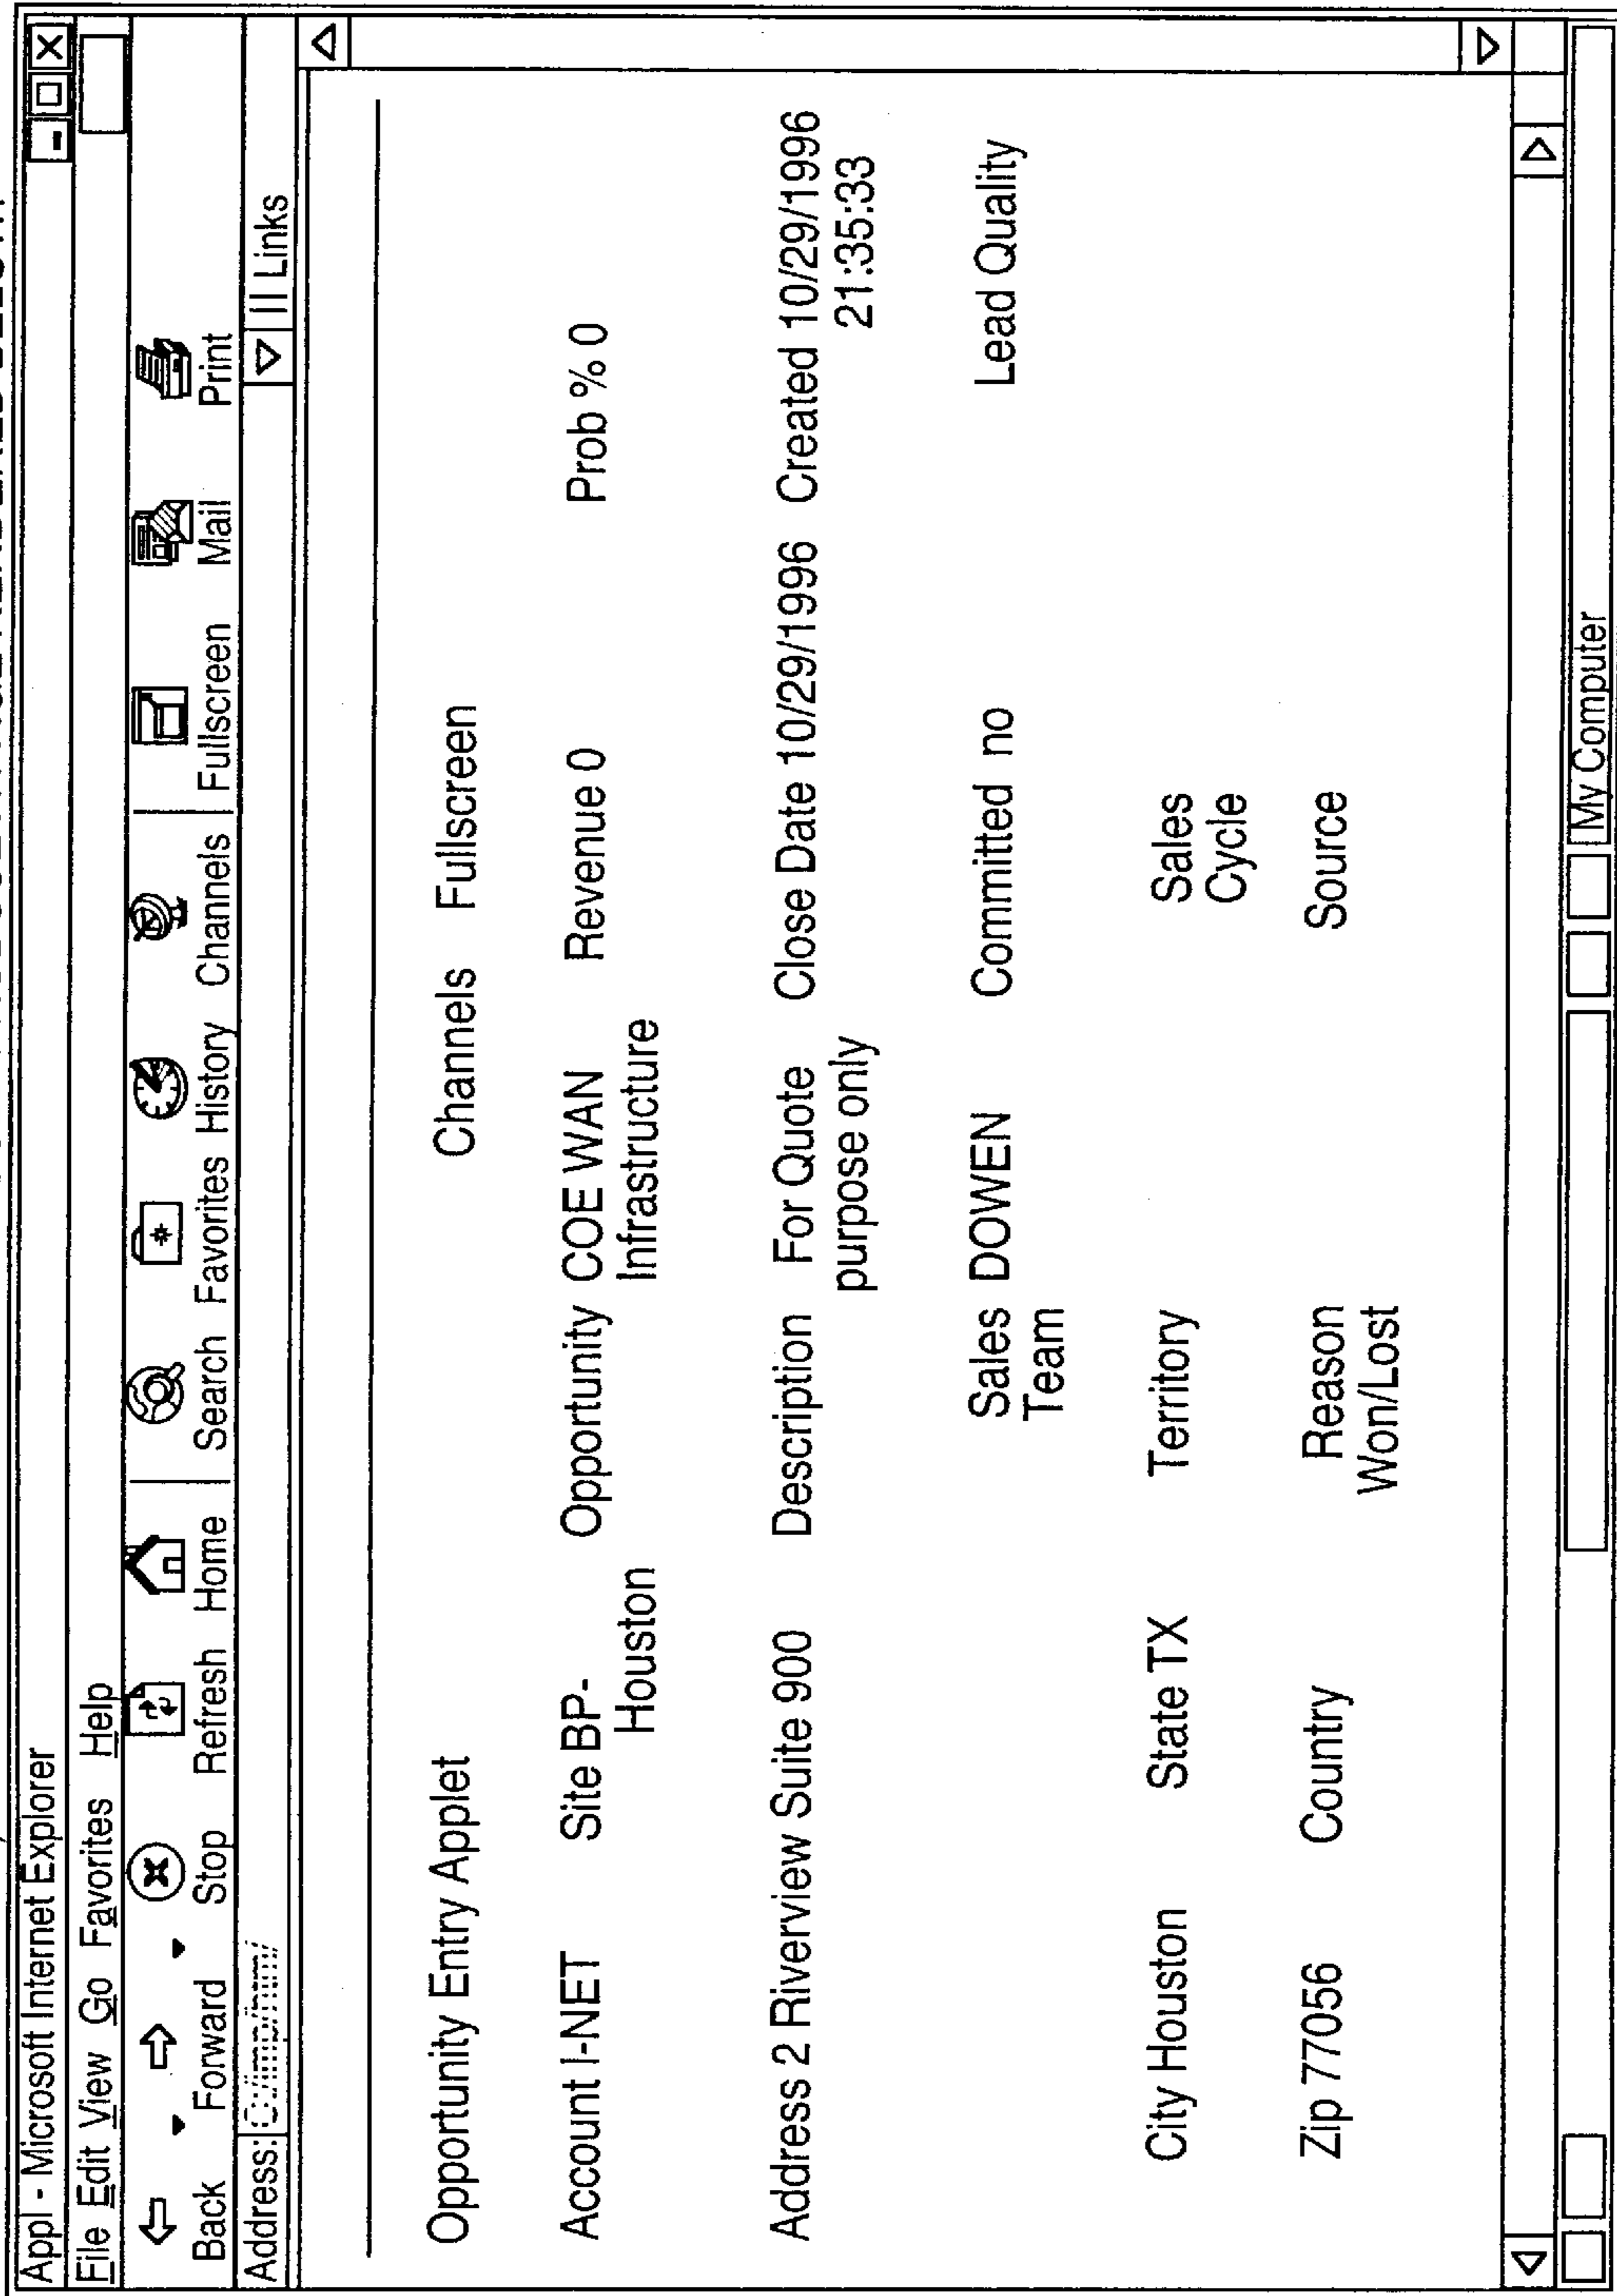 Appl - Microsoft Internet Explorer
File Edit View Go Favorites Help
Back Forward Stop Refresh Home Search Favorites History Channels Fullscreen Mail Print
Address: Links
Opportunity Entry Applet Channels Fullscreen
Account I-NET Site BP- Opportunity COE WAN Revenue 0 Prob % 0
Houston Infrastructure
Address 2 Riverview Suite 900 Description For Quote Close Date 10/29/1996 Created 10/29/1996
purpose only 21:35:33
Sales DOWEN Committed no Lead Quality
Team
City Houston State TX Territory Sales
Cycle
Zip 77056 Country Reason Source
Won/Lost
My Computer